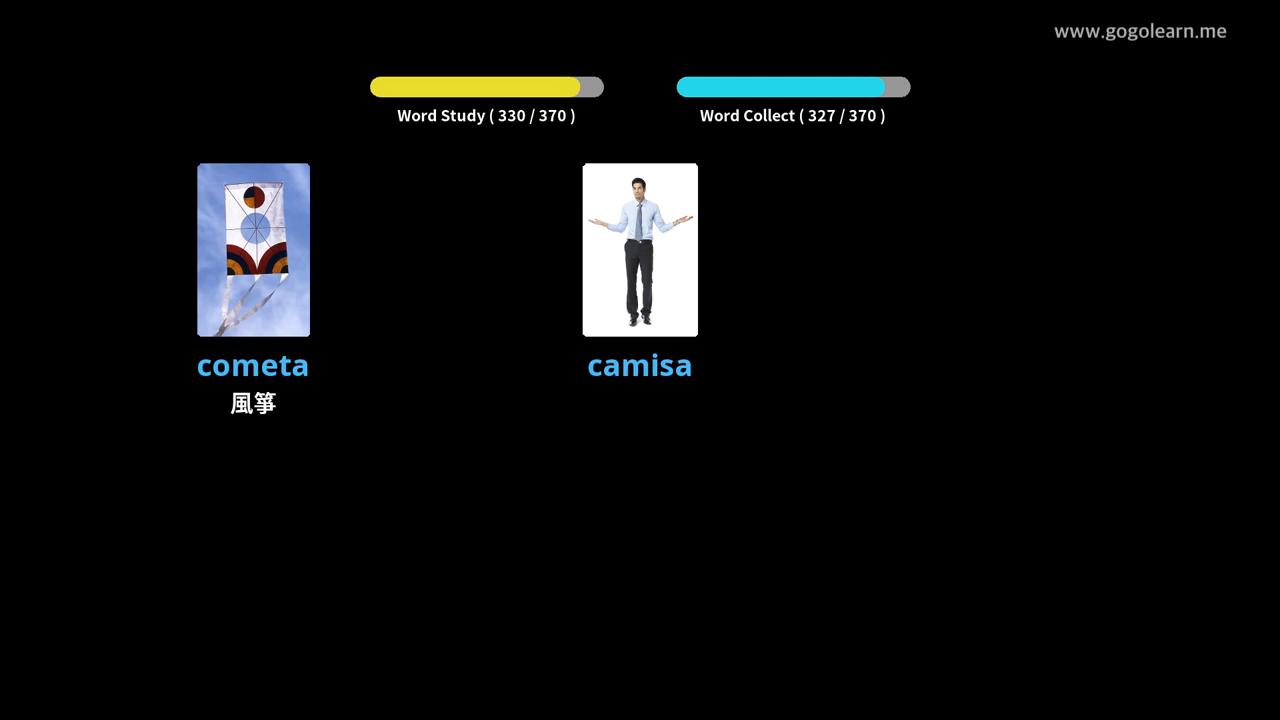 www.gogolearn.me
Word Study ( 330 / 370 )
Word Collect ( 327 / 370 )
cometa
風箏
camisa